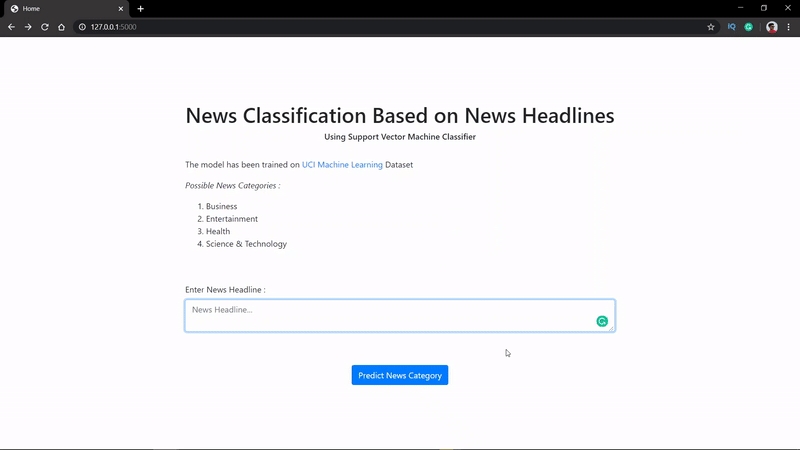 Home
127.0.0.1:5000
IQ
News Classification Based on News Headlines
Using Support Vector Machine Classifier
The model has been trained on UCI Machine Learning Dataset
Possible News Categories :
1. Business
2. Entertainment
3. Health
4. Science & Technology
Enter News Headline :
News Headline...
Predict News Category